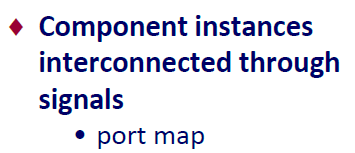 ♦ Component instances
interconnected through
signals
• port map